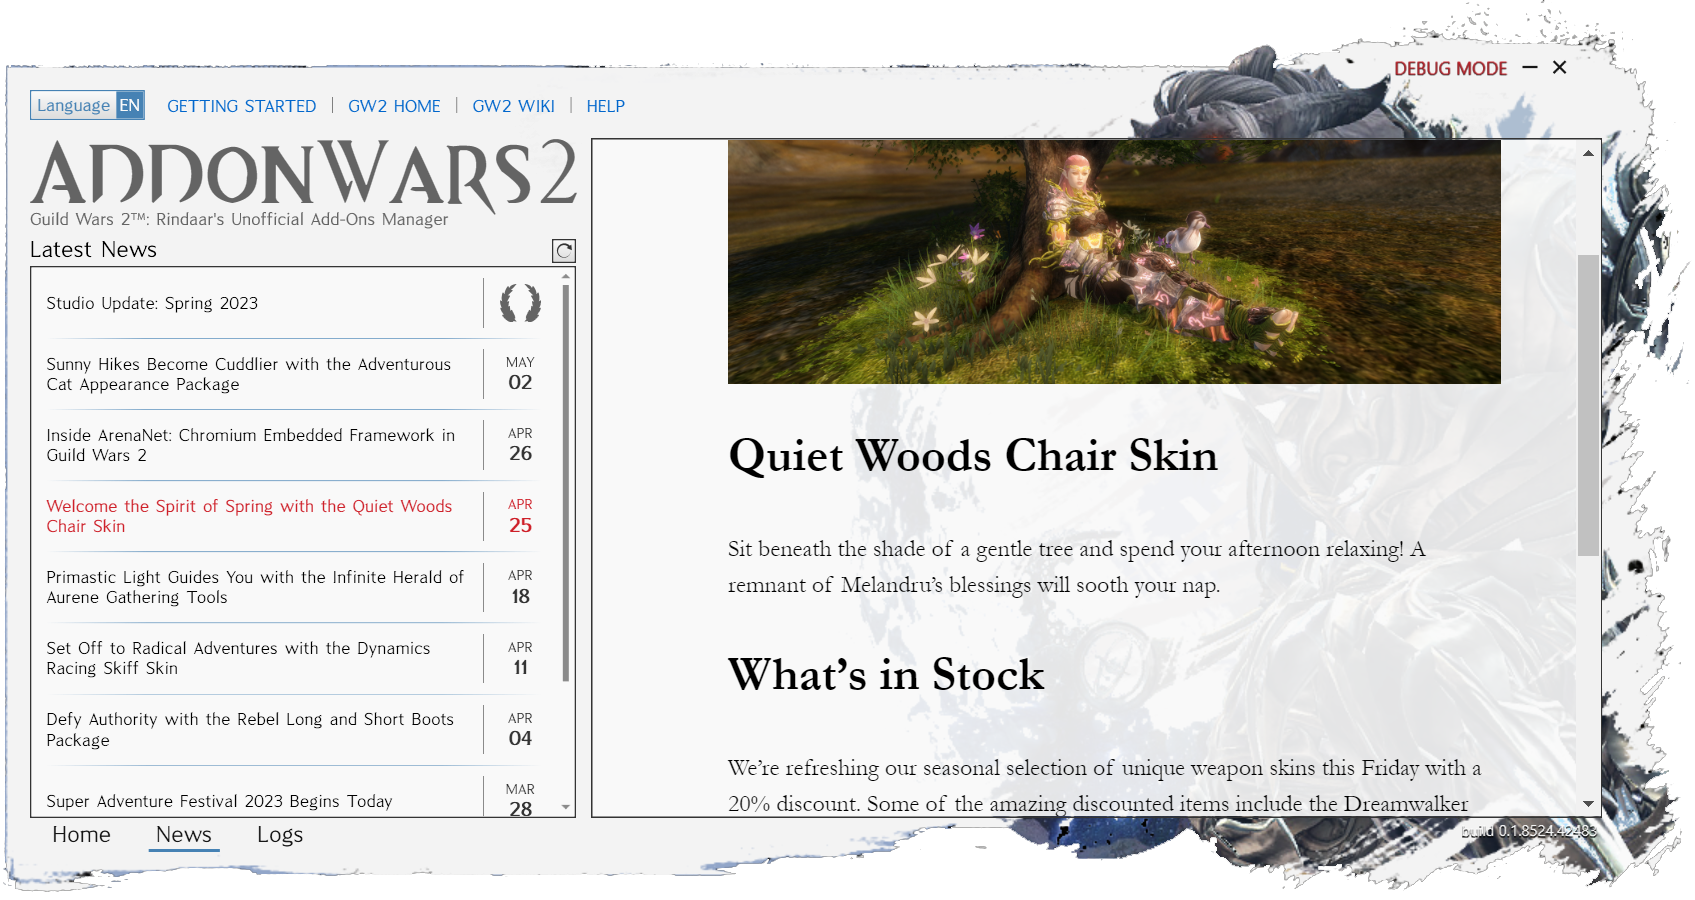 DEBUG MODE
Language EN GETTING STARTED | GW2 HOME | GW2 WIKI | HELP
ADDONWARS2
Guild Wars 2™: Rindaar's Unofficial Add-Ons Manager
Latest News
Studio Update: Spring 2023
Sunny Hikes Become Cuddlier with the Adventurous
Cat Appearance Package
MAY
02
Inside ArenaNet: Chromium Embedded Framework in
Guild Wars 2
APR
26
Welcome the Spirit of Spring with the Quiet Woods
Chair Skin
APR
25
Primastic Light Guides You with the Infinite Herald of
Aurene Gathering Tools
APR
18
Set Off to Radical Adventures with the Dynamics
Racing Skiff Skin
APR
11
Defy Authority with the Rebel Long and Short Boots
Package
APR
04
Super Adventure Festival 2023 Begins Today
MAR
28
Home News Logs
Quiet Woods Chair Skin
Sit beneath the shade of a gentle tree and spend your afternoon relaxing! A
remnant of Melandru’s blessings will sooth your nap.
What’s in Stock
We’re refreshing our seasonal selection of unique weapon skins this Friday with a
20% discount. Some of the amazing discounted items include the Dreamwalker
build 0.1.8524.42483